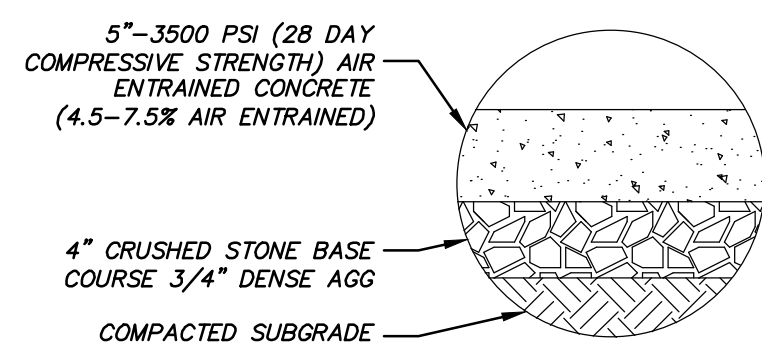 5"-3500 PSI (28 DAY
COMPRESSIVE STRENGTH) AIR
ENTRAINED CONCRETE
(4.5-7.5% AIR ENTRAINED)
4" CRUSHED STONE BASE
COURSE 3/4" DENSE AGG
COMPACTED SUBGRADE